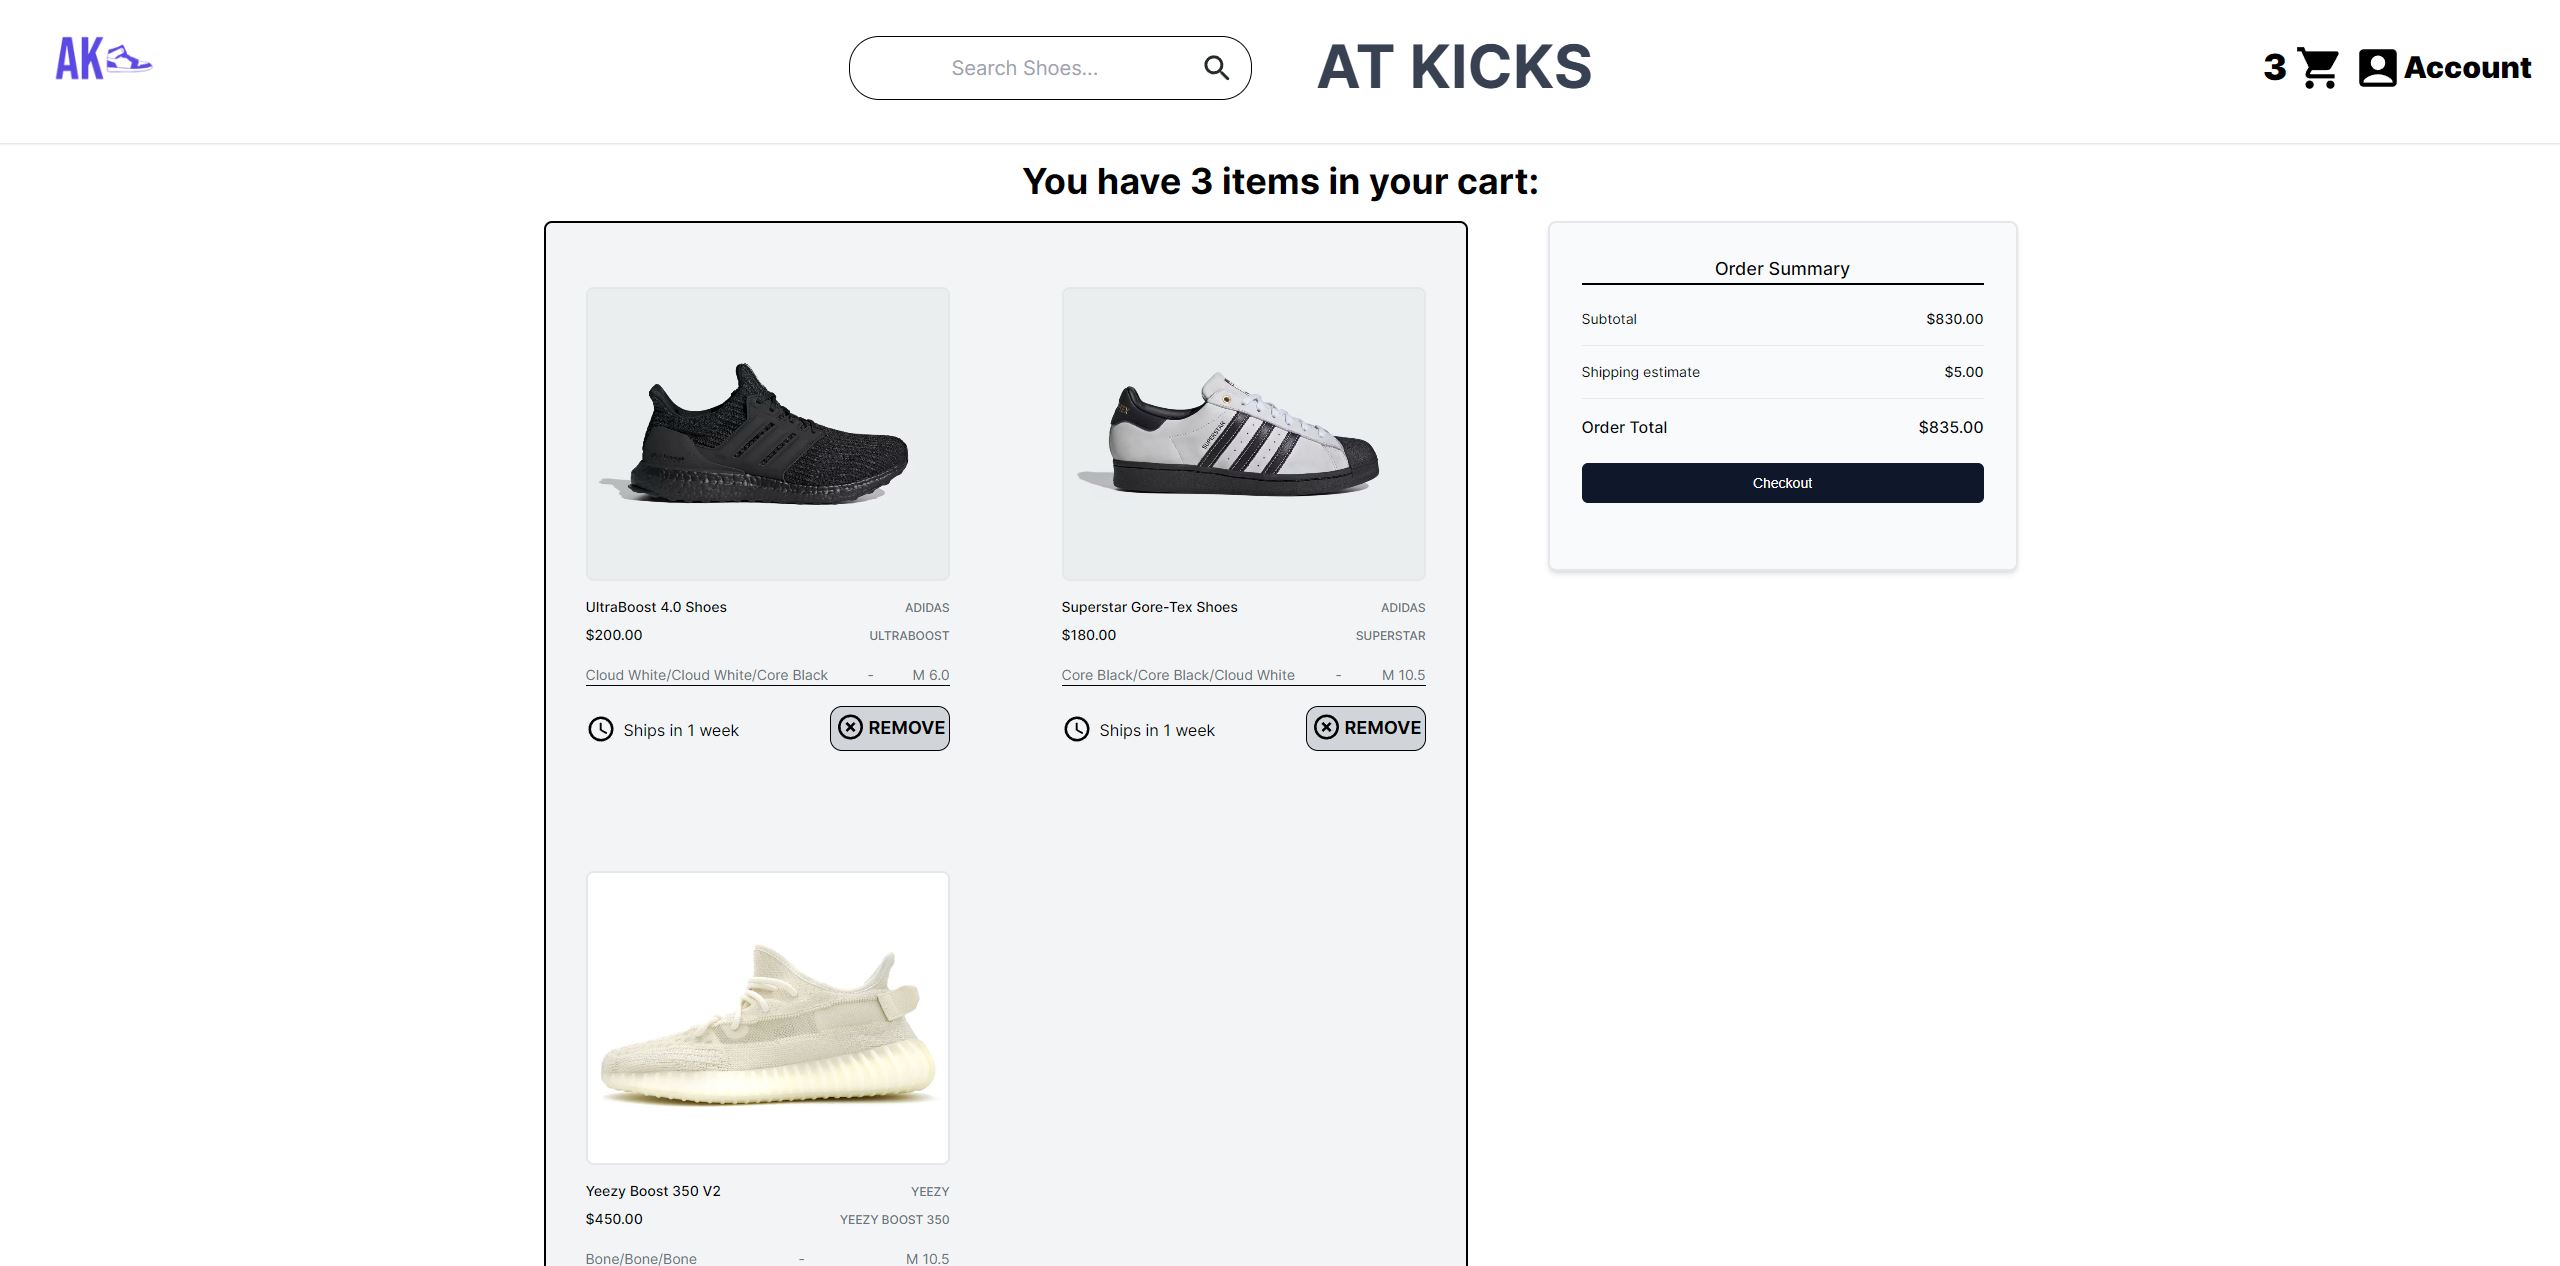 AK
Search Shoes...
AT KICKS
3
Account
You have 3 items in your cart:
UltraBoost 4.0 Shoes ADIDAS
$200.00 ULTRABOOST
Cloud White/Cloud White/Core Black - M 6.0
Ships in 1 week
REMOVE
SUPERSTAR
Superstar Gore-Tex Shoes ADIDAS
$180.00 SUPERSTAR
Core Black/Core Black/Cloud White - M 10.5
Ships in 1 week
REMOVE
Yeezy Boost 350 V2 YEEZY
$450.00 YEEZY BOOST 350
Bone/Bone/Bone - M 10.5
Order Summary
Subtotal $830.00
Shipping estimate $5.00
Order Total $835.00
Checkout